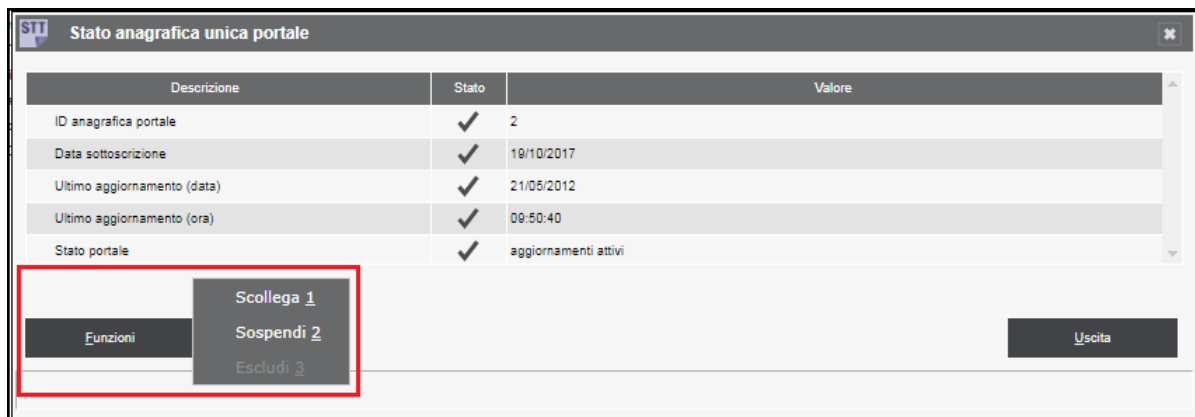 STT Stato anagrafica unica portale
Descrizione Stato Valore
ID anagrafica portale 2
Data sottoscrizione 19/10/2017
Ultimo aggiornamento (data) 21/05/2012
Ultimo aggiornamento (ora) 09:50:40
Stato portale aggiornamenti attivi
Scollega 1
Funzioni Sospendi 2 Uscita
Escludi 3